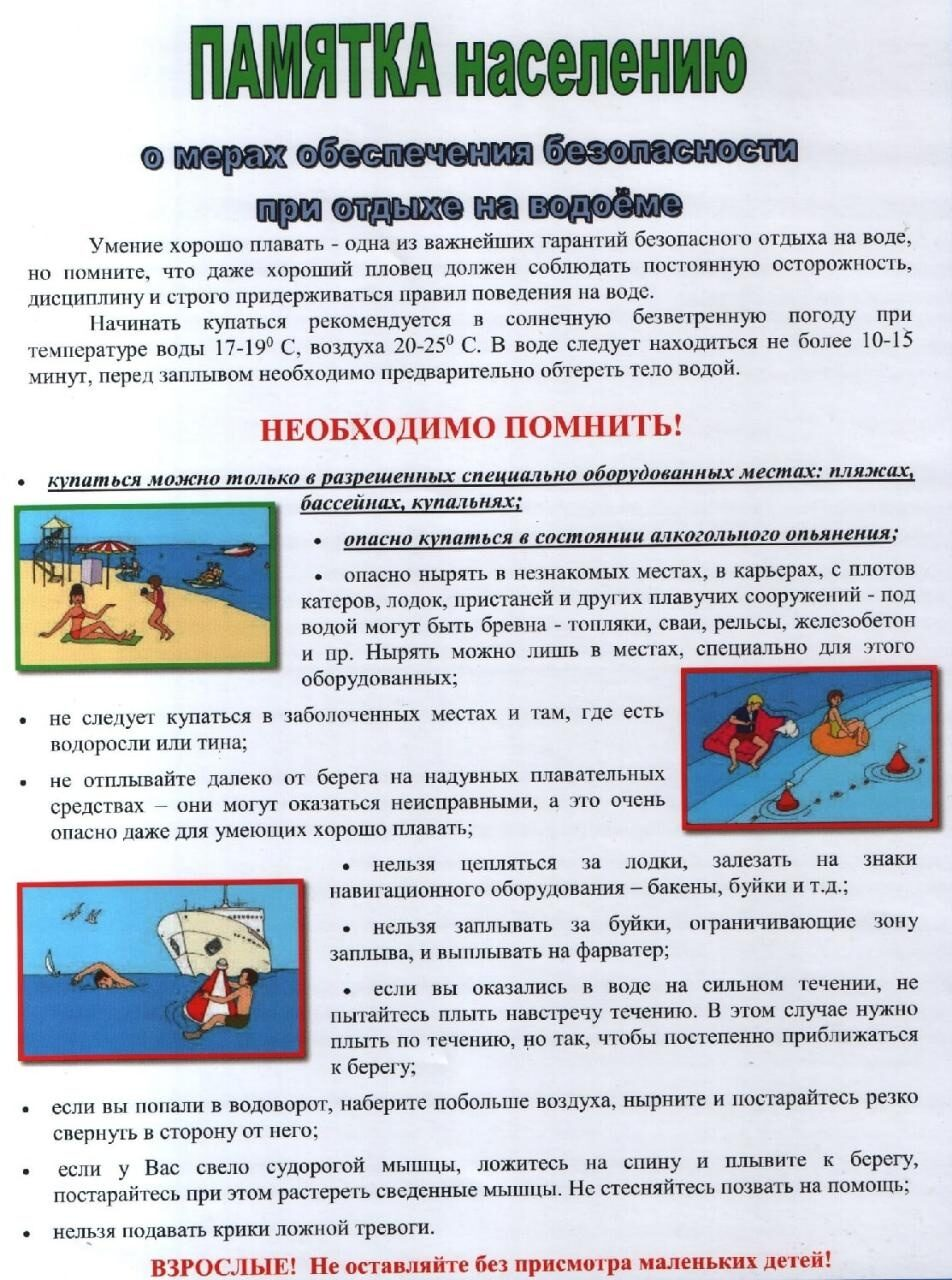 ПАМЯТКА населению
о мерах обеспечения безопасности
при отдыхе на водоёме
Умение хорошо плавать - одна из важнейших гарантий безопасного отдыха на воде,
но помните, что даже хороший пловец должен соблюдать постоянную осторожность,
дисциплину и строго придерживаться правил поведения на воде.
Начинать купаться рекомендуется в солнечную безветренную погоду при
температуре воды 17-19⁰ С, воздуха 20-25⁰ С. В воде следует находиться не более 10-15
минут, перед заплывом необходимо предварительно обтереть тело водой.
НЕОБХОДИМО ПОМНИТЬ!
• купаться можно только в разрешенных специально оборудованных местах: пляжах,
бассейнах, купальнях;
• опасно купаться в состоянии алкогольного опьянения;
• опасно нырять в незнакомых местах, в карьерах, с плотов
катеров, лодок, пристаней и других плавучих сооружений - под
водой могут быть бревна - топляки, сваи, рельсы, железобетон
и пр. Нырять можно лишь в местах, специально для этого
оборудованных;
• не следует купаться в заболоченных местах и там, где есть
водоросли или тина;
• не отплывайте далеко от берега на надувных плавательных
средствах – они могут оказаться неисправными, а это очень
опасно даже для умеющих хорошо плавать;
• нельзя цепляться за лодки, залезать на знаки
навигационного оборудования – бакены, буйки и т.д.;
• нельзя заплывать за буйки, ограничивающие зону
заплыва, и выплывать на фарватер;
• если вы оказались в воде на сильном течении, не
пытайтесь плыть навстречу течению. В этом случае нужно
плыть по течению, но так, чтобы постепенно приближаться
к берегу;
• если вы попали в водоворот, наберите побольше воздуха, нырните и постарайтесь резко
свернуть в сторону от него;
• если у Вас свело судорогой мышцы, ложитесь на спину и плывите к берегу,
постарайтесь при этом растереть сведенные мышцы. Не стесняйтесь позвать на помощь;
• нельзя подавать крики ложной тревоги.
ВЗРОСЛЫЕ! Не оставляйте без присмотра маленьких детей!